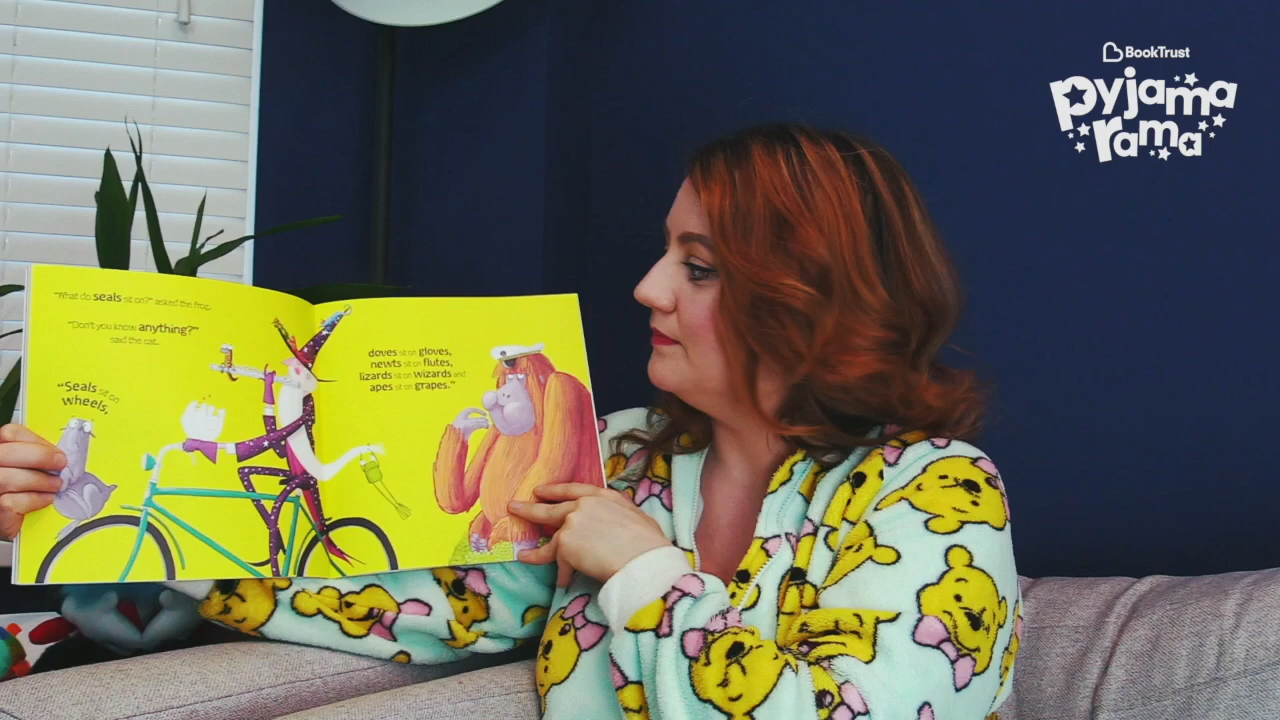 BookTrust
pyjama
rama
"What do seals sit on?" asked the frog.
"Don't you know anything?"
said the cat.
"Seals sit on
wheels,
doves sit on gloves,
newts sit on flutes,
lizards sit on wizards and
apes sit on grapes."